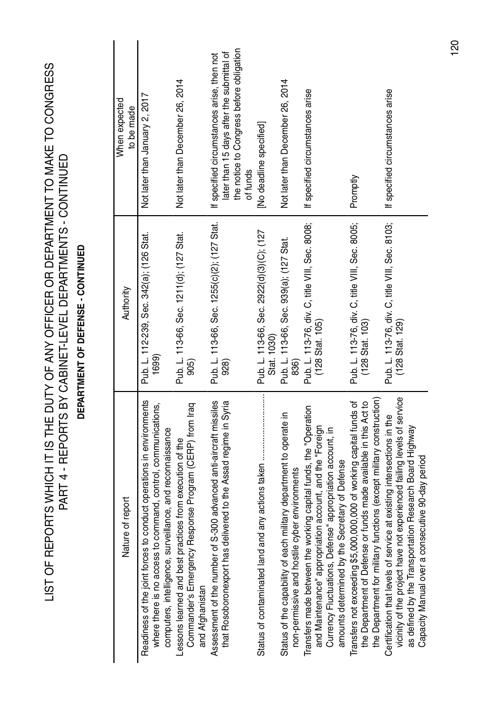 LIST OF REPORTS WHICH IT IS THE DUTY OF ANY OFFICER OR DEPARTMENT TO MAKE TO CONGRESS
PART 4 - REPORTS BY CABINET-LEVEL DEPARTMENTS - CONTINUED
DEPARTMENT OF DEFENSE - CONTINUED
Nature of report
Authority
When expected
to be made
Readiness of the joint forces to conduct operations in environments
where there is no access to command, control, communications,
computers, intelligence, surveillance, and reconnaissance
Pub. L. 112-239, Sec. 342(a); (126 Stat.
1699)
Not later than January 2, 2017
Lessons learned and best practices from execution of the
Commander's Emergency Response Program (CERP) from Iraq
and Afghanistan
Pub. L. 113-66, Sec. 1211(d); (127 Stat.
905)
Not later than December 26, 2014
Assessment of the number of S-300 advanced anti-aircraft missiles
that Rosoboronexport has delivered to the Assad regime in Syria
Pub. L. 113-66, Sec. 1255(c)(2); (127 Stat.
928)
If specified circumstances arise, then not
later than 15 days after the submittal of
the notice to Congress before obligation
of funds
Status of contaminated land and any actions taken ........................
Pub. L. 113-66, Sec. 2922(d)(3)(C); (127
Stat. 1030)
[No deadline specified]
Status of the capability of each military department to operate in
non-permissive and hostile cyber environments
Pub. L. 113-66, Sec. 939(a); (127 Stat.
836)
Not later than December 26, 2014
Transfers made between the working capital funds, the "Operation
and Maintenance" appropriation account, and the "Foreign
Currency Fluctuations, Defense" appropriation account, in
amounts determined by the Secretary of Defense
Pub. L. 113-76, div. C, title VIII, Sec. 8008;
(128 Stat. 105)
If specified circumstances arise
Transfers not exceeding $5,000,000,000 of working capital funds of
the Department of Defense or funds made available in this Act to
the Department for military functions (except military construction)
Pub. L. 113-76, div. C, title VIII, Sec. 8005;
(128 Stat. 103)
Promptly
Certification that levels of service at existing intersections in the
vicinity of the project have not experienced failing levels of service
as defined by the Transportation Research Board Highway
Capacity Manual over a consecutive 90-day period
Pub. L. 113-76, div. C, title VIII, Sec. 8103;
(128 Stat. 129)
If specified circumstances arise
120